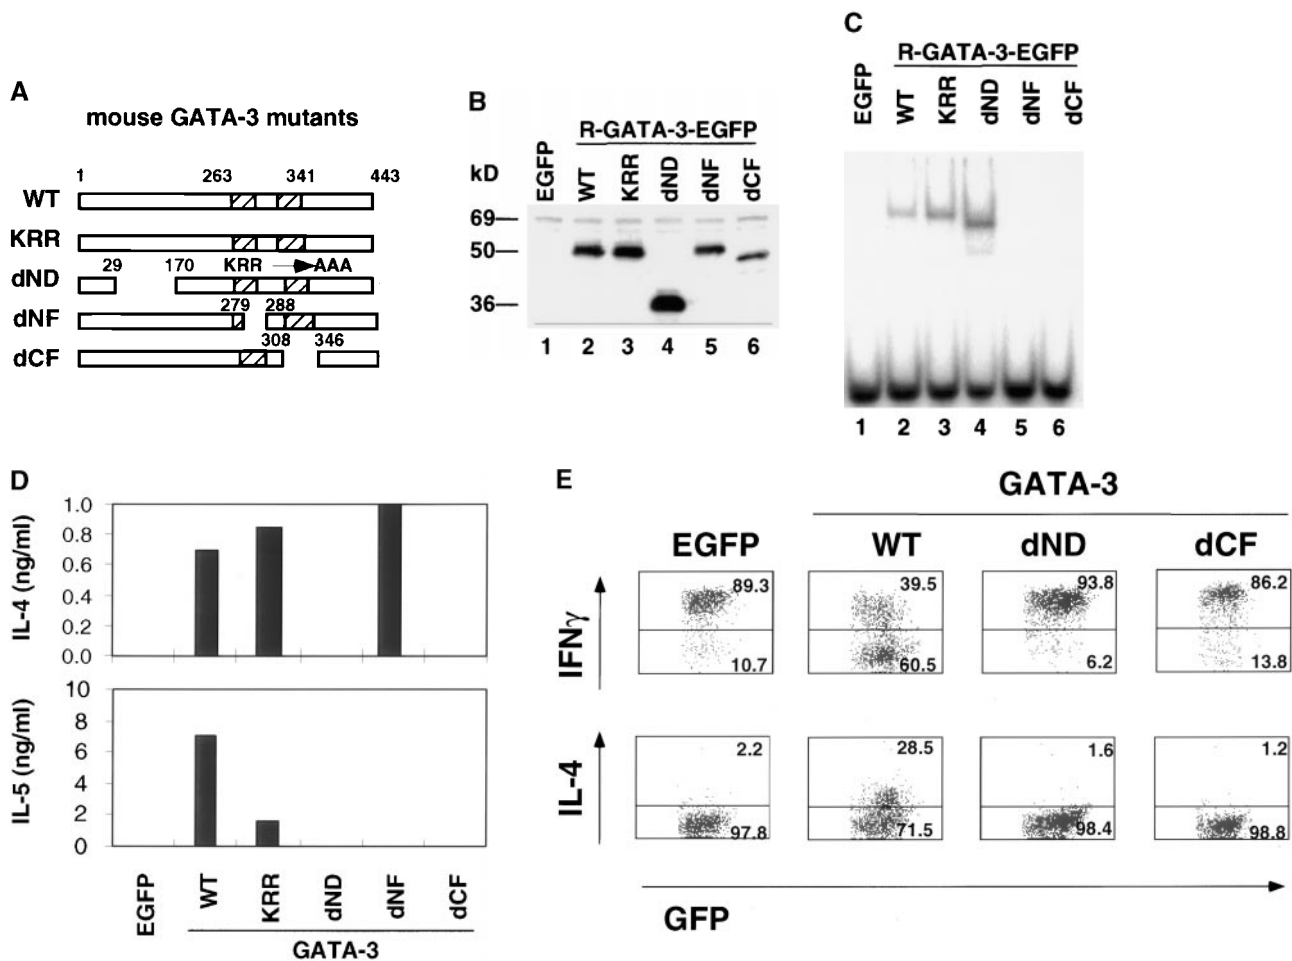 A
mouse GATA-3 mutants
1 263 341 443
WT
KRR
29 170 KRR AAA
dND
279 288
dNF
308 346
dCF
B
R-GATA-3-EGFP
kD
EGFP WT KRR dND dNF dCF
69
50
36
1 2 3 4 5 6
C
R-GATA-3-EGFP
EGFP WT KRR dND dNF dCF
1 2 3 4 5 6
D
IL-4 (ng/ml)
1.0
0.8
0.6
0.4
0.2
0.0
IL-5 (ng/ml)
10
8
6
4
2
0
EGFP WT KRR dND dNF dCF
GATA-3
E
GATA-3
EGFP WT dND dCF
IFNγ
89.3 39.5 93.8 86.2
10.7 60.5 6.2 13.8
IL-4
2.2 28.5 1.6 1.2
97.8 71.5 98.4 98.8
GFP